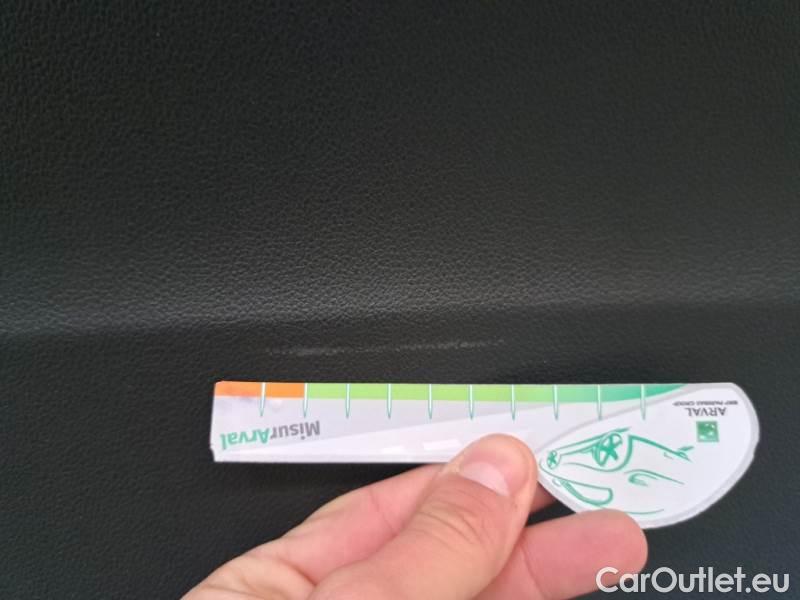 MisurArval
ARVAL
BNP PARIBAS GROUP
CarOutlet.eu